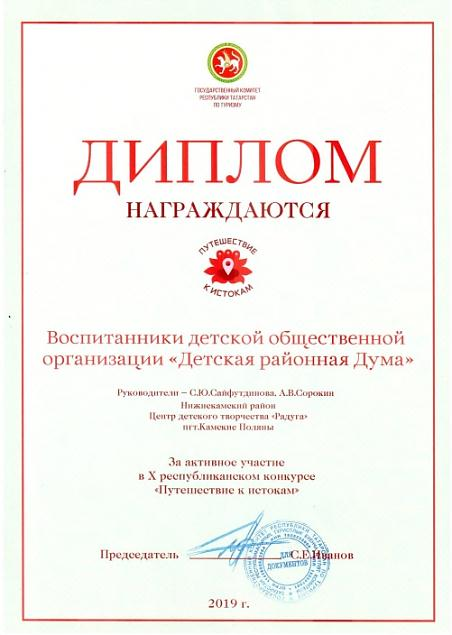 ГОСУДАРСТВЕННЫЙ КОМИТЕТ
РЕСПУБЛИКИ ТАТАРСТАН
ПО ТУРИЗМУ
ДИПЛОМ
НАГРАЖДАЮТСЯ
ПУТЕШЕСТВИЕ
К ИСТОКАМ
Воспитанники детской общественной
организации «Детская районная Дума»
Руководители – С.Ю.Сайфутдинова, А.В.Сорокин
Нижнекамский район
Центр детского творчества «Радуга»
пгт.Камские Поляны
За активное участие
в X республиканском конкурсе
«Путешествие к истокам»
Председатель С.Е.Иванов
ДЛЯ
ДОКУМЕНТОВ
2019 г.